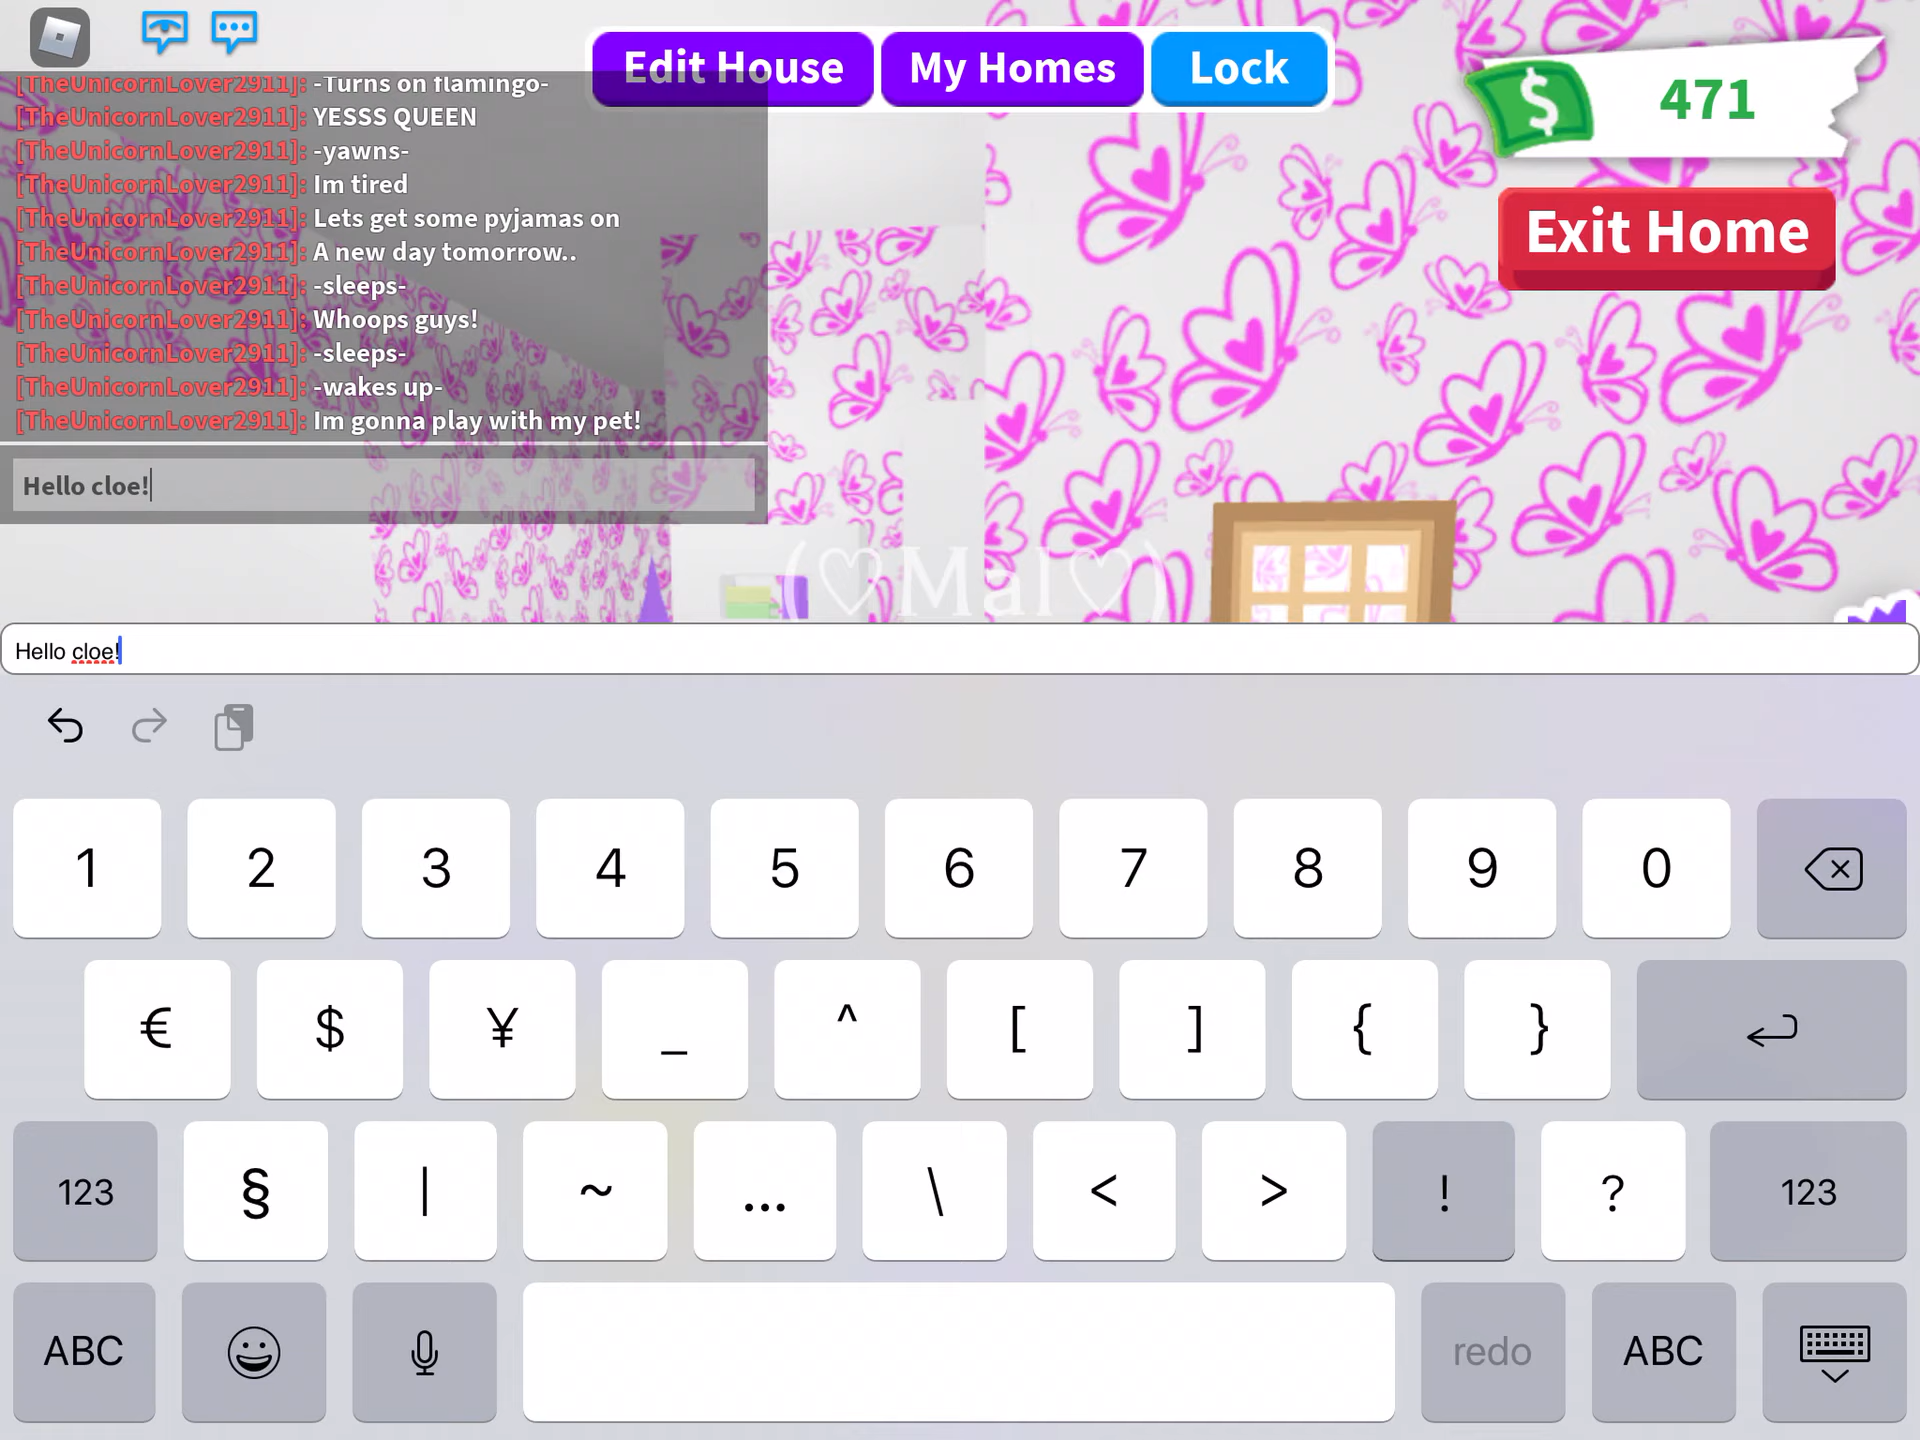 Edit House My Homes Lock
471
Exit Home
[TheUnicornLover2911]: -Turns on flamingo-
[TheUnicornLover2911]: YESSS QUEEN
[TheUnicornLover2911]: -yawns-
[TheUnicornLover2911]: Im tired
[TheUnicornLover2911]: Lets get some pyjamas on
[TheUnicornLover2911]: A new day tomorrow..
[TheUnicornLover2911]: -sleeps-
[TheUnicornLover2911]: Whoops guys!
[TheUnicornLover2911]: -sleeps-
[TheUnicornLover2911]: -wakes up-
[TheUnicornLover2911]: Im gonna play with my pet!
Hello cloe!
(♡Mal♡)
Hello cloe!
1 2 3 4 5 6 7 8 9 0
€ $ ¥ _ ^ [ ] { }
123 § | ~ … \ < > ! ? 123
ABC redo ABC